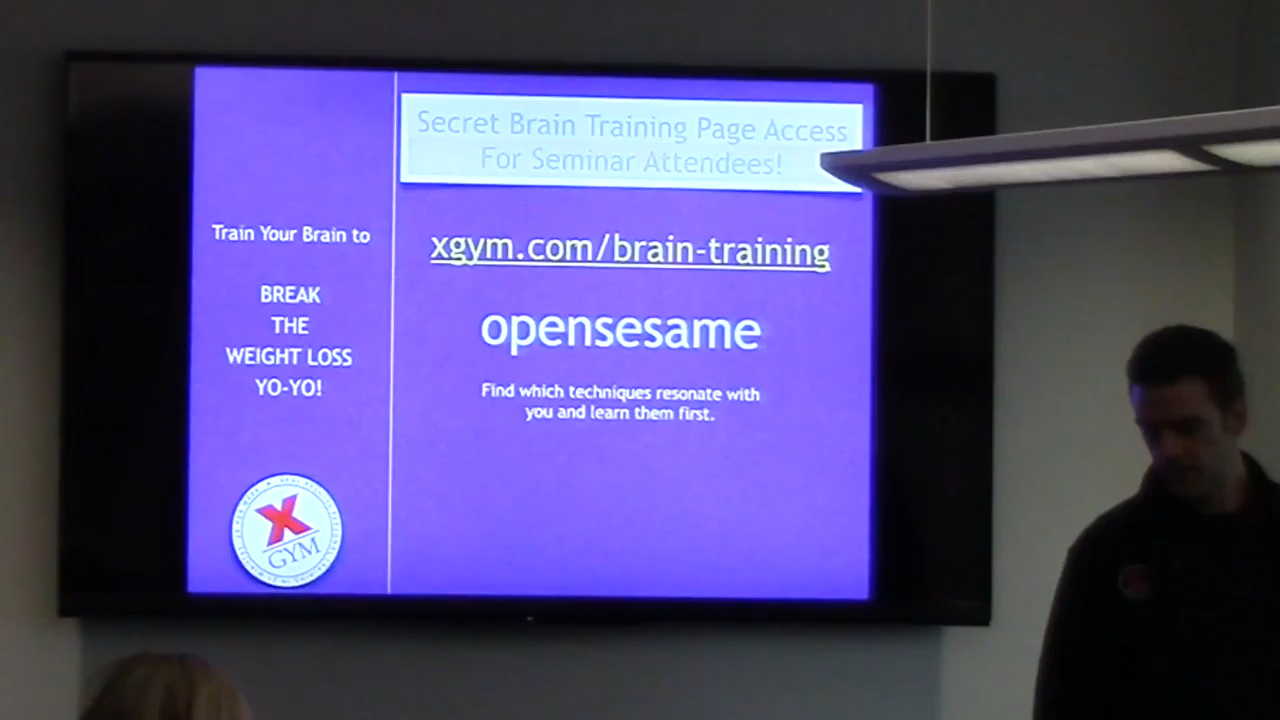 Secret Brain Training Page Access
For Seminar Attendees!
Train Your Brain to
BREAK
THE
WEIGHT LOSS
YO-YO!
xgym.com/brain-training
opensesame
Find which techniques resonate with
you and learn them first.
X
GYM